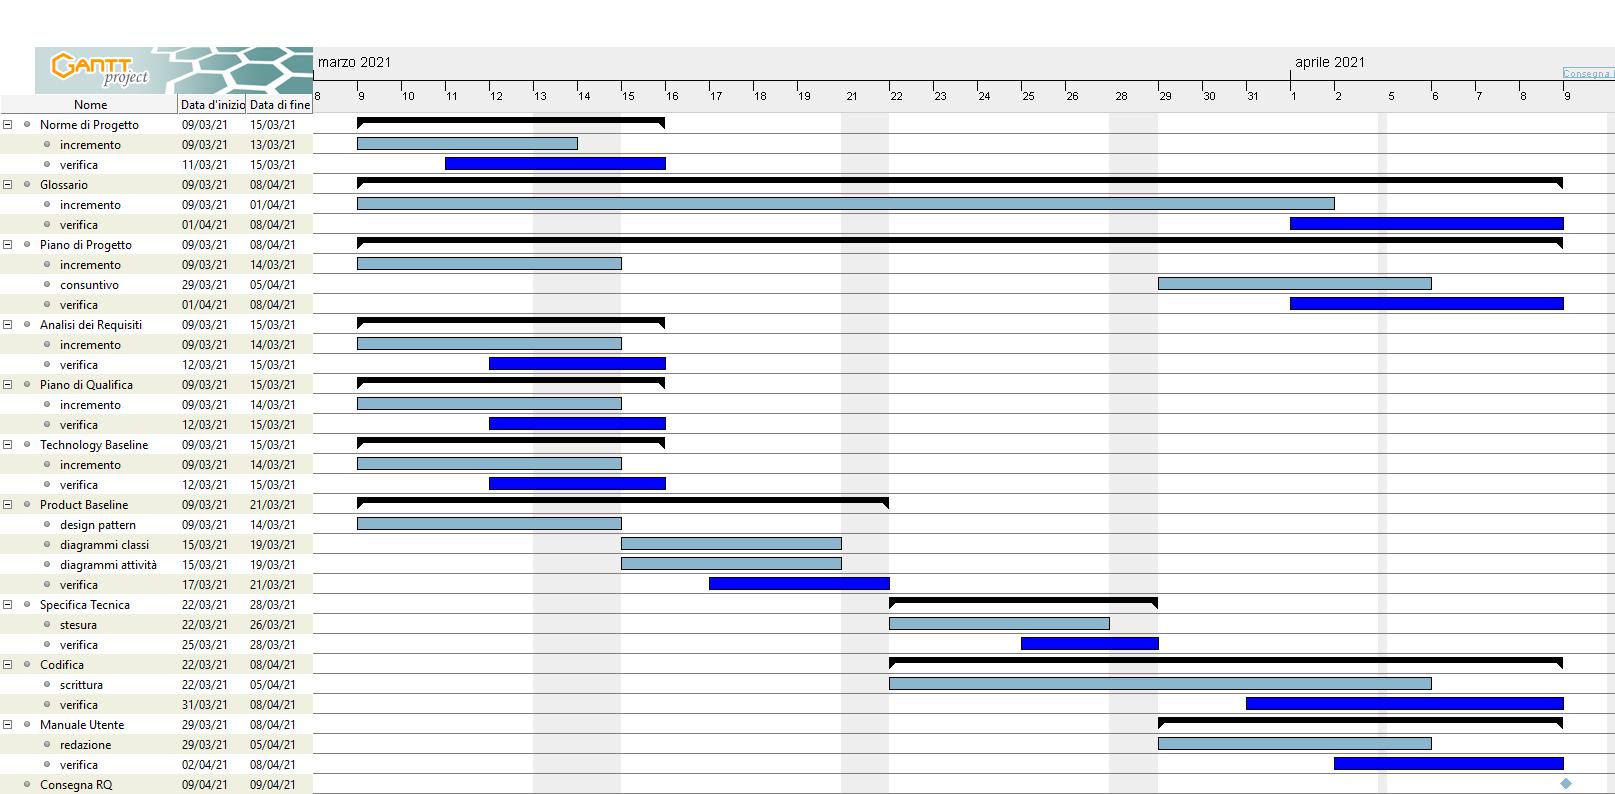 GANTT
project
marzo 2021
aprile 2021
Consegna
Nome Data d'inizio Data di fine
8 9 10 11 12 13 14 15 16 17 18 19 21 22 23 24 25 26 28 29 30 31 1 2 5 6 7 8 9
Norme di Progetto 09/03/21 15/03/21
incremento 09/03/21 13/03/21
verifica 11/03/21 15/03/21
Glossario 09/03/21 08/04/21
incremento 09/03/21 01/04/21
verifica 01/04/21 08/04/21
Piano di Progetto 09/03/21 08/04/21
incremento 09/03/21 14/03/21
consuntivo 29/03/21 05/04/21
verifica 01/04/21 08/04/21
Analisi dei Requisiti 09/03/21 15/03/21
incremento 09/03/21 14/03/21
verifica 12/03/21 15/03/21
Piano di Qualifica 09/03/21 15/03/21
incremento 09/03/21 14/03/21
verifica 12/03/21 15/03/21
Technology Baseline 09/03/21 15/03/21
incremento 09/03/21 14/03/21
verifica 12/03/21 15/03/21
Product Baseline 09/03/21 21/03/21
design pattern 09/03/21 14/03/21
diagrammi classi 15/03/21 19/03/21
diagrammi attività 15/03/21 19/03/21
verifica 17/03/21 21/03/21
Specifica Tecnica 22/03/21 28/03/21
stesura 22/03/21 26/03/21
verifica 25/03/21 28/03/21
Codifica 22/03/21 08/04/21
scrittura 22/03/21 05/04/21
verifica 31/03/21 08/04/21
Manuale Utente 29/03/21 08/04/21
redazione 29/03/21 05/04/21
verifica 02/04/21 08/04/21
Consegna RQ 09/04/21 09/04/21